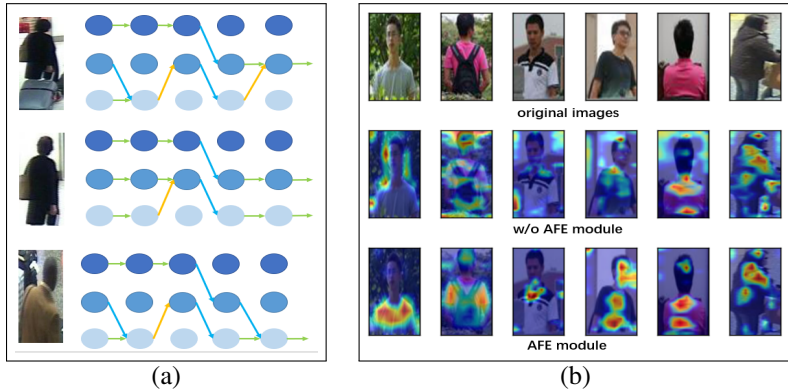 original images
w/o AFE module
AFE module
(a)
(b)